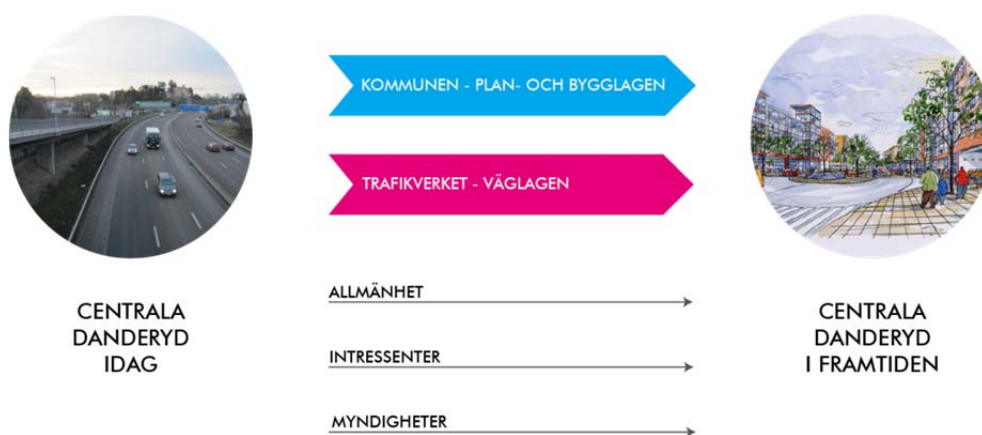 KOMMUNEN - PLAN- OCH BYGGLAGEN
TRAFIKVERKET - VÄGLAGEN
ALLMÄNHET
INTRESSENTER
MYNDIGHETER
CENTRALA
DANDERYD
IDAG
CENTRALA
DANDERYD
I FRAMTIDEN